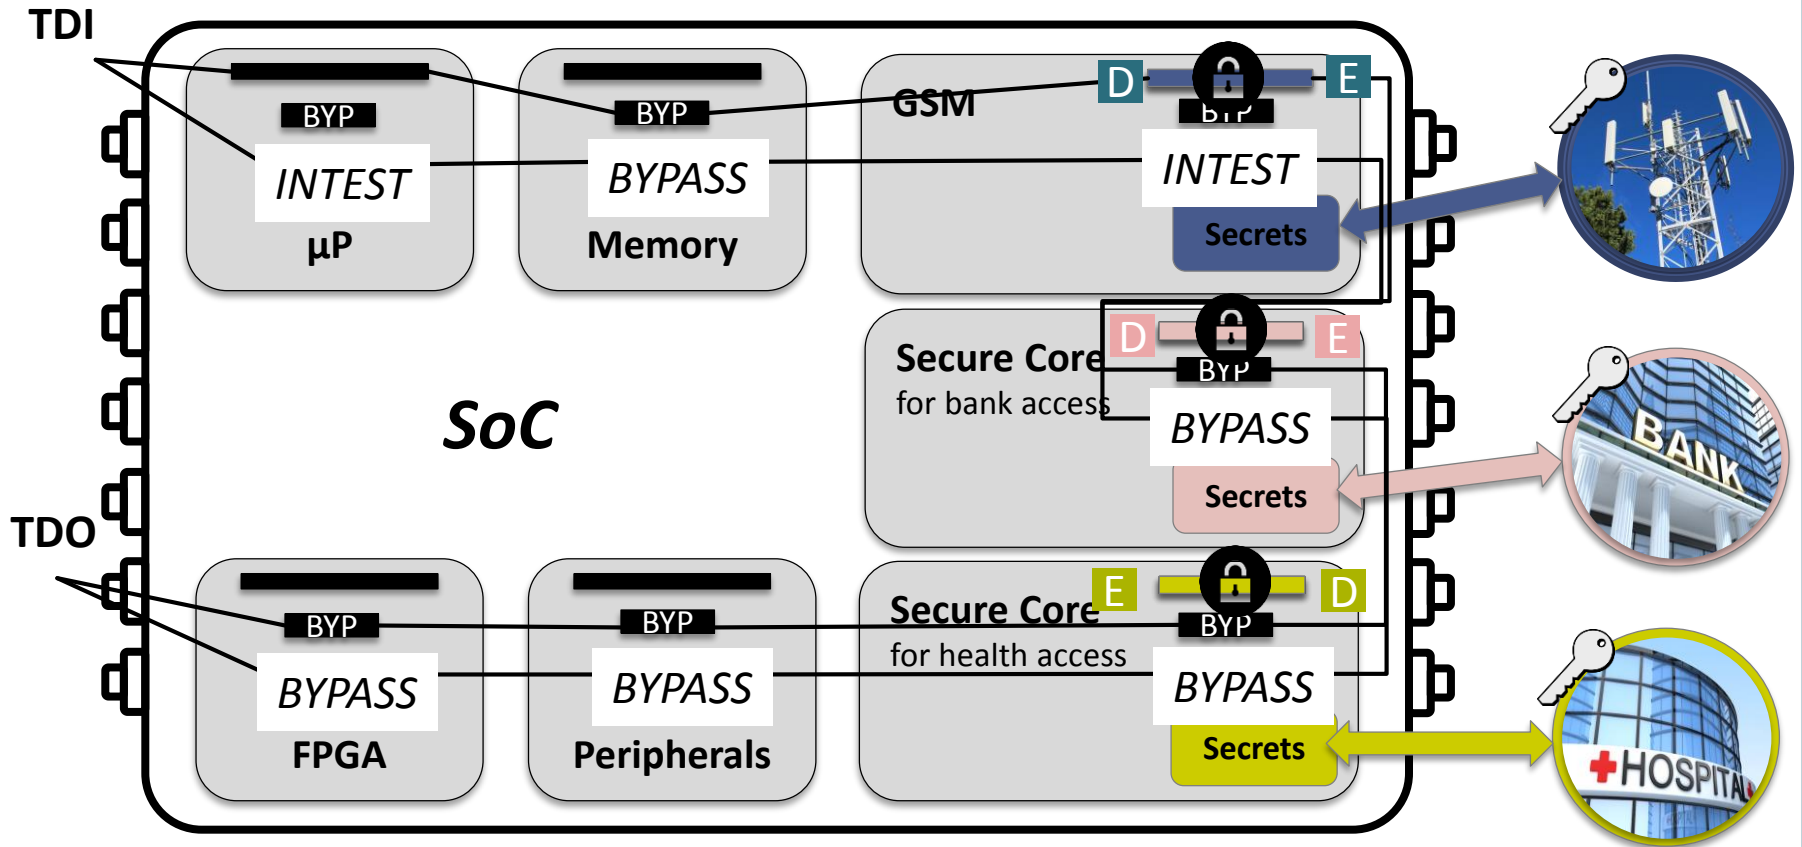 TDI
BYP
INTEST
µP
BYP
BYPASS
Memory
GSM
D
E
BYP
INTEST
Secrets
D
E
Secure Core
for bank access
BYP
BYPASS
Secrets
BANK
SoC
TDO
BYP
BYPASS
FPGA
BYP
BYPASS
Peripherals
E
D
Secure Core
for health access
BYP
BYPASS
Secrets
HOSPITAL